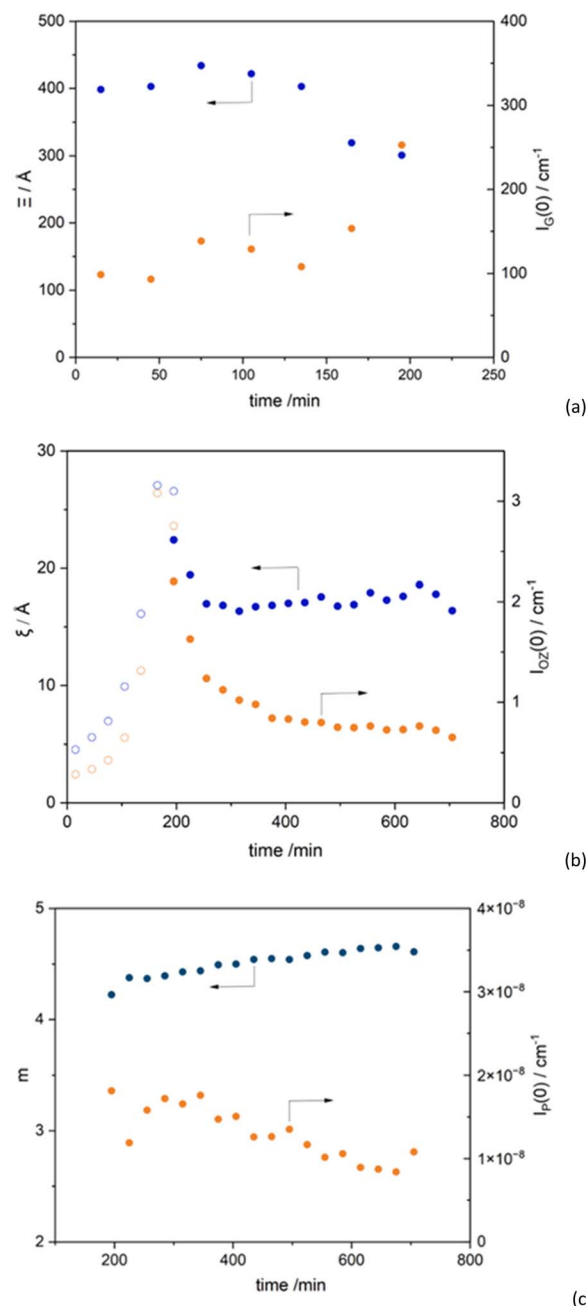 500
400
300
200
100
0
Ξ / Å
400
300
200
100
0
I_G(0) / cm⁻¹
0 50 100 150 200 250
time /min
(a)
30
20
10
0
ξ / Å
3
2
1
0
I_OZ(0) / cm⁻¹
0 200 400 600 800
time /min
(b)
5
4
3
2
m
4×10⁻⁸
3×10⁻⁸
2×10⁻⁸
1×10⁻⁸
0
I_P(0) / cm⁻¹
200 400 600 800
time /min
(c